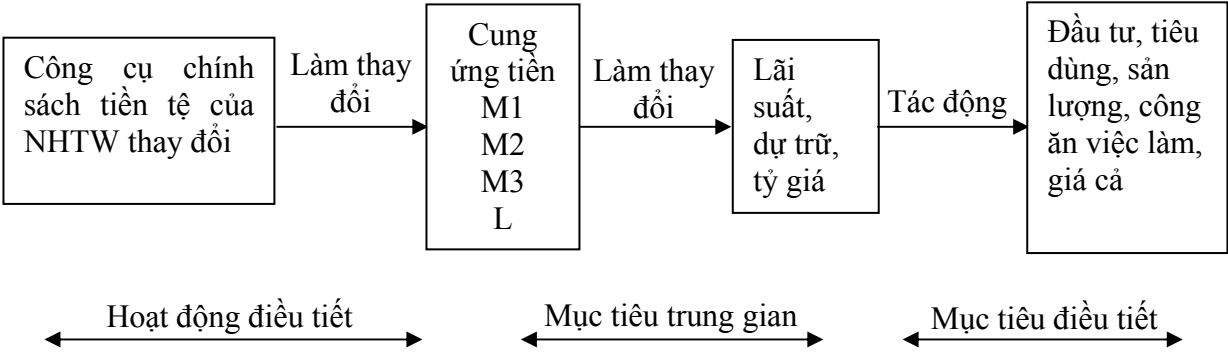 Công cụ chính
sách tiền tệ của
NHTW thay đổi
Làm thay
đổi
Cung
ứng tiền
M1
M2
M3
L
Làm thay
đổi
Lãi
suất,
dự trữ,
tỷ giá
Tác động
Đầu tư, tiêu
dùng, sản
lượng, công
ăn việc làm,
giá cả
Hoạt động điều tiết
Mục tiêu trung gian
Mục tiêu điều tiết